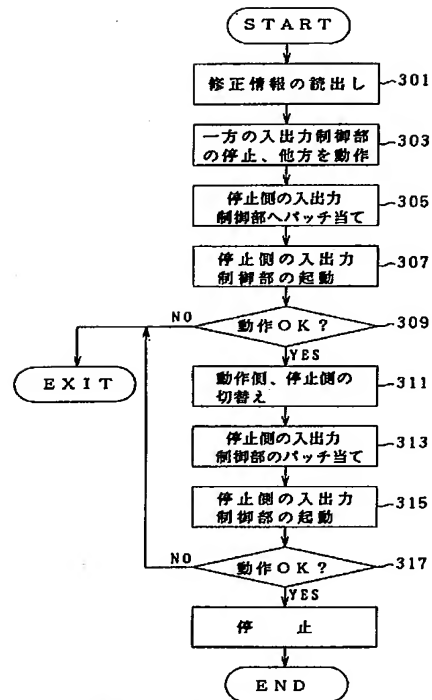 START
修正情報の読出し
301
一方の入出力制御部
の停止、他方を動作
303
停止側の入出力
制御部へパッチ当て
305
停止側の入出力
制御部の起動
307
動作OK?
309
NO
YES
EXIT
動作側、停止側の
切替え
311
停止側の入出力
制御部のパッチ当て
313
停止側の入出力
制御部の起動
315
動作OK?
317
NO
YES
停 止
END